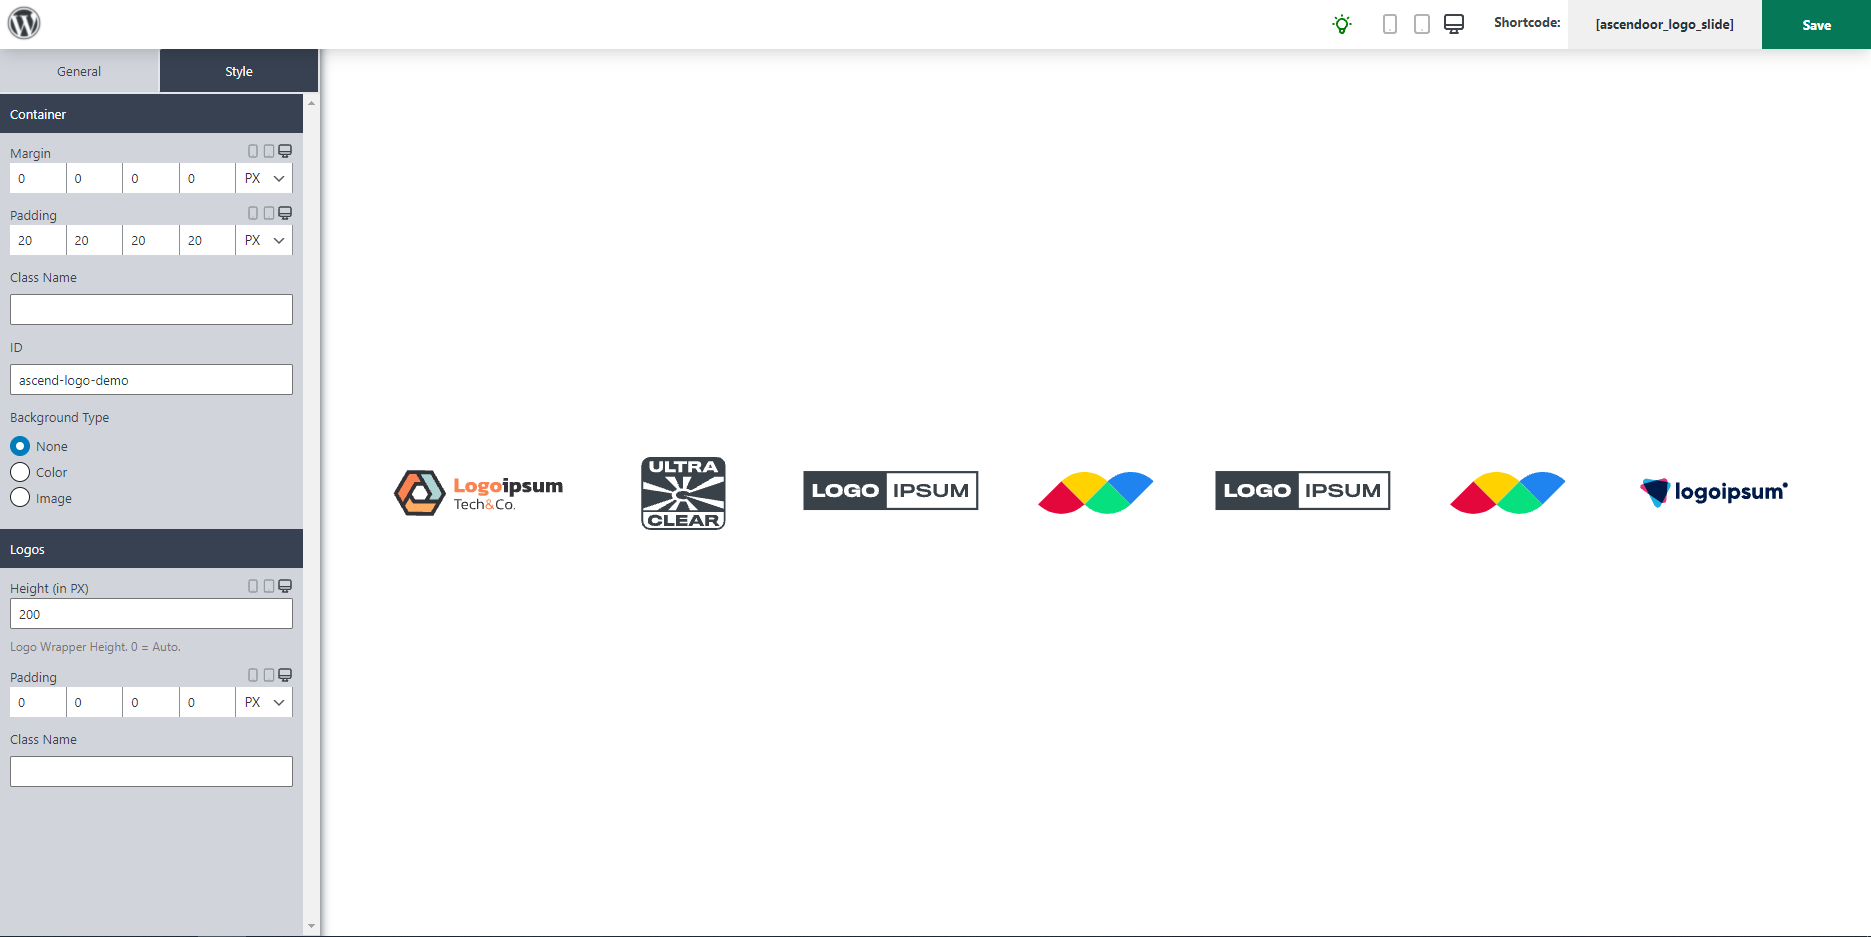 Shortcode:
[ascendoor_logo_slide]
Save
General
Style
Container
Margin
0 0 0 0 PX
Padding
20 20 20 20 PX
Class Name
ID
ascend-logo-demo
Background Type
None
Color
Image
Logos
Height (in PX)
200
Logo Wrapper Height. 0 = Auto.
Padding
0 0 0 0 PX
Class Name
Logoipsum
Tech&Co.
ULTRA
CLEAR
LOGO IPSUM
LOGO IPSUM
logoipsum